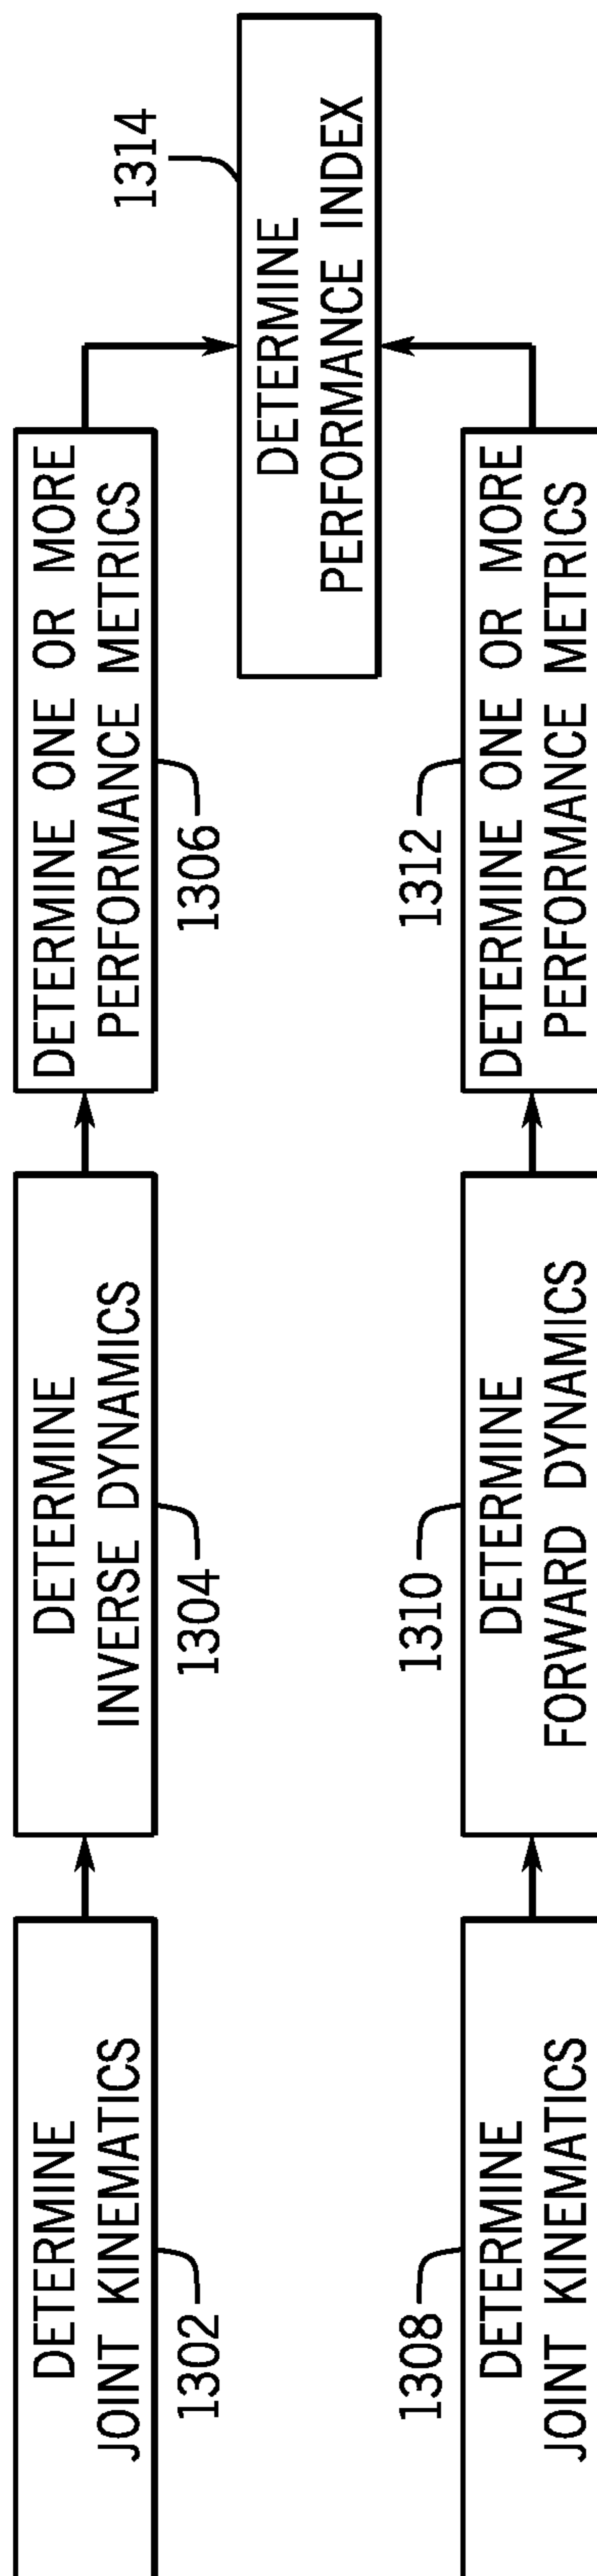 DETERMINE
JOINT KINEMATICS
1302
DETERMINE
INVERSE DYNAMICS
1304
DETERMINE ONE OR MORE
PERFORMANCE METRICS
1306
DETERMINE
PERFORMANCE INDEX
1314
DETERMINE
JOINT KINEMATICS
1308
DETERMINE
FORWARD DYNAMICS
1310
DETERMINE ONE OR MORE
PERFORMANCE METRICS
1312